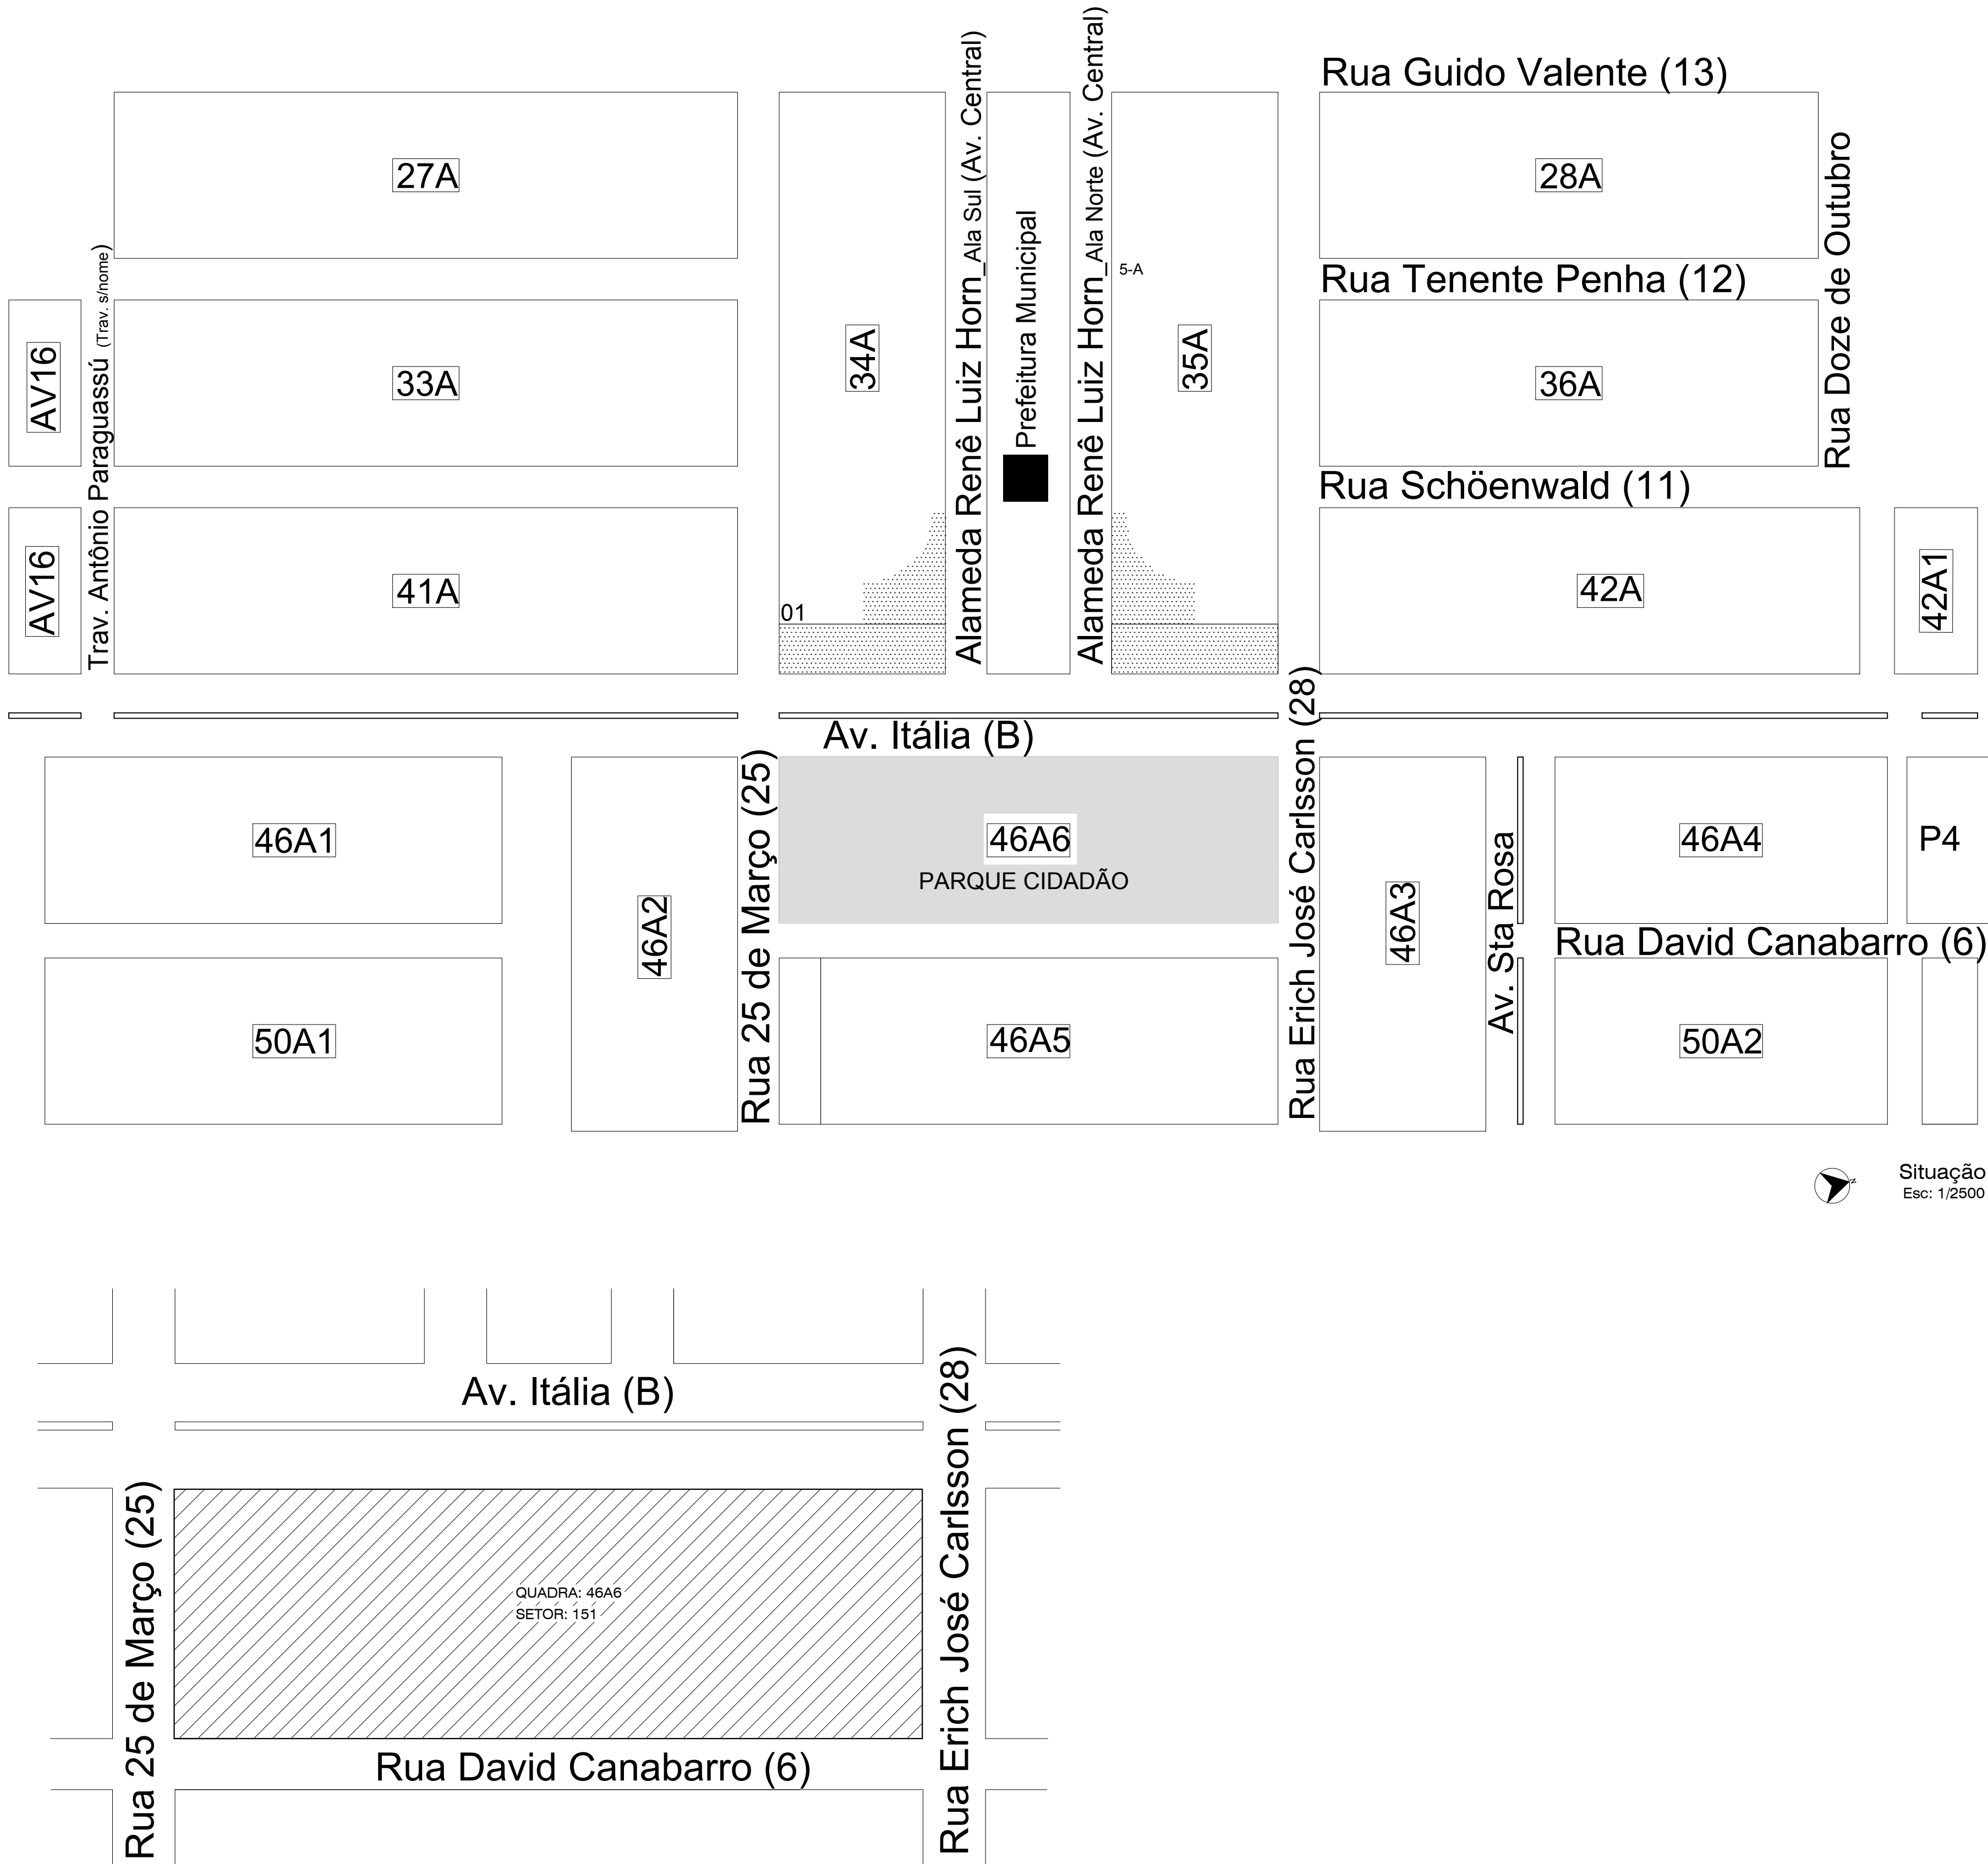 Rua Guido Valente (13)
27A
28A
Rua Doze de Outubro
Alameda Renê Luiz Horn_Ala Sul (Av. Central)
Prefeitura Municipal
Alameda Renê Luiz Horn_Ala Norte (Av. Central)
5-A
Rua Tenente Penha (12)
AV16
Trav. Antônio Paraguassú (Trav. s/nome)
33A
34A
35A
36A
Rua Schöenwald (11)
AV16
41A
01
42A
42A1
Av. Itália (B)
46A1
46A2
Rua 25 de Março (25)
46A6
PARQUE CIDADÃO
Rua Erich José Carlsson (28)
46A3
Av. Sta Rosa
46A4
P4
Rua David Canabarro (6)
50A1
46A5
50A2
N
Situação
Esc: 1/2500
Av. Itália (B)
Rua 25 de Março (25)
QUADRA: 46A6
SETOR: 151
Rua Erich José Carlsson (28)
Rua David Canabarro (6)